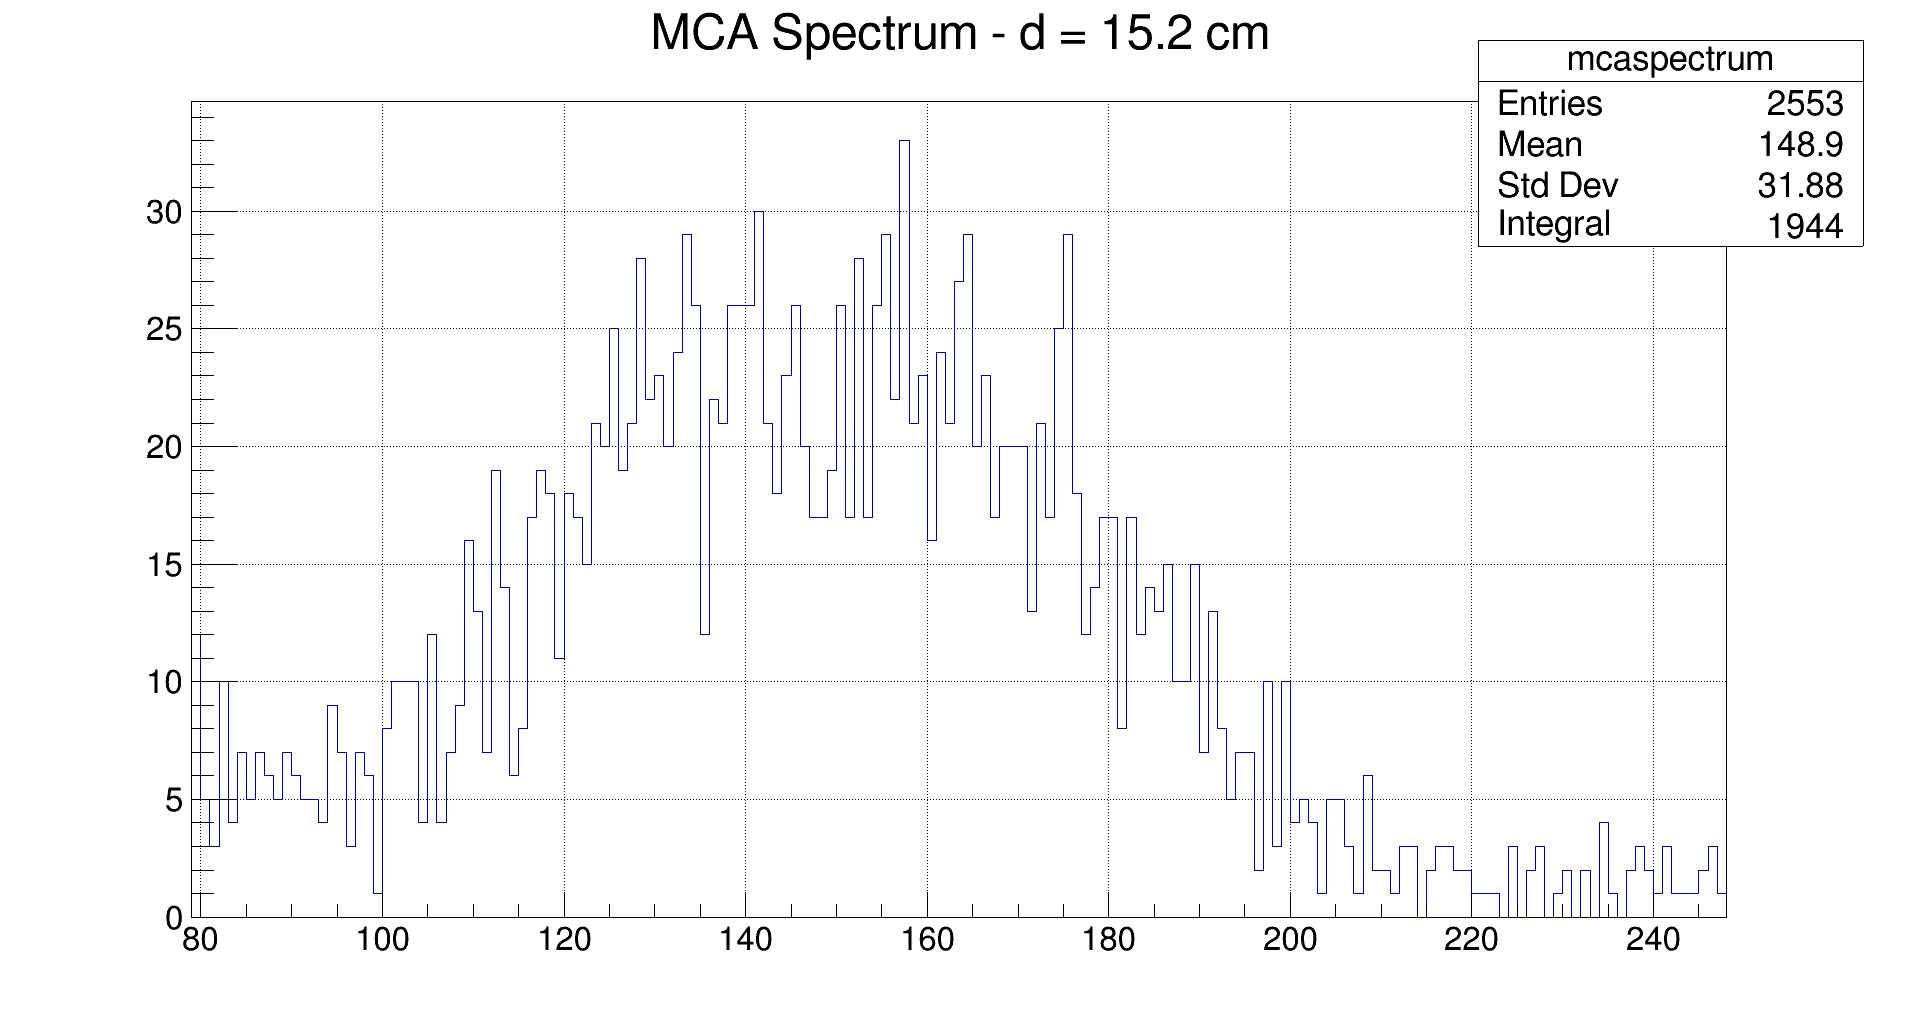 MCA Spectrum - d = 15.2 cm
mcaspectrum
Entries 2553
Mean 148.9
Std Dev 31.88
Integral 1944
30
25
20
15
10
5
0
80 100 120 140 160 180 200 220 240